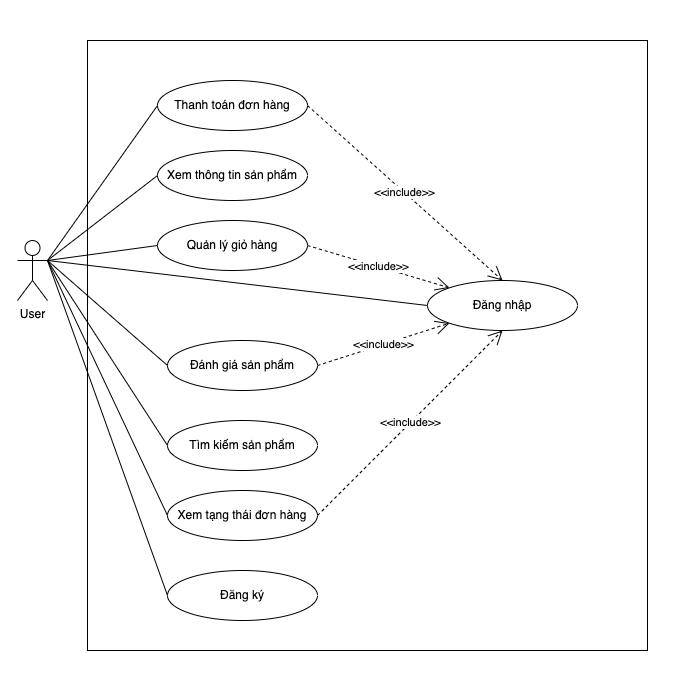 Thanh toán đơn hàng
Xem thông tin sản phẩm
<<include>>
Quản lý giỏ hàng
<<include>>
Đăng nhập
User
<<include>>
Đánh giá sản phẩm
<<include>>
Tìm kiếm sản phẩm
Xem tạng thái đơn hàng
Đăng ký